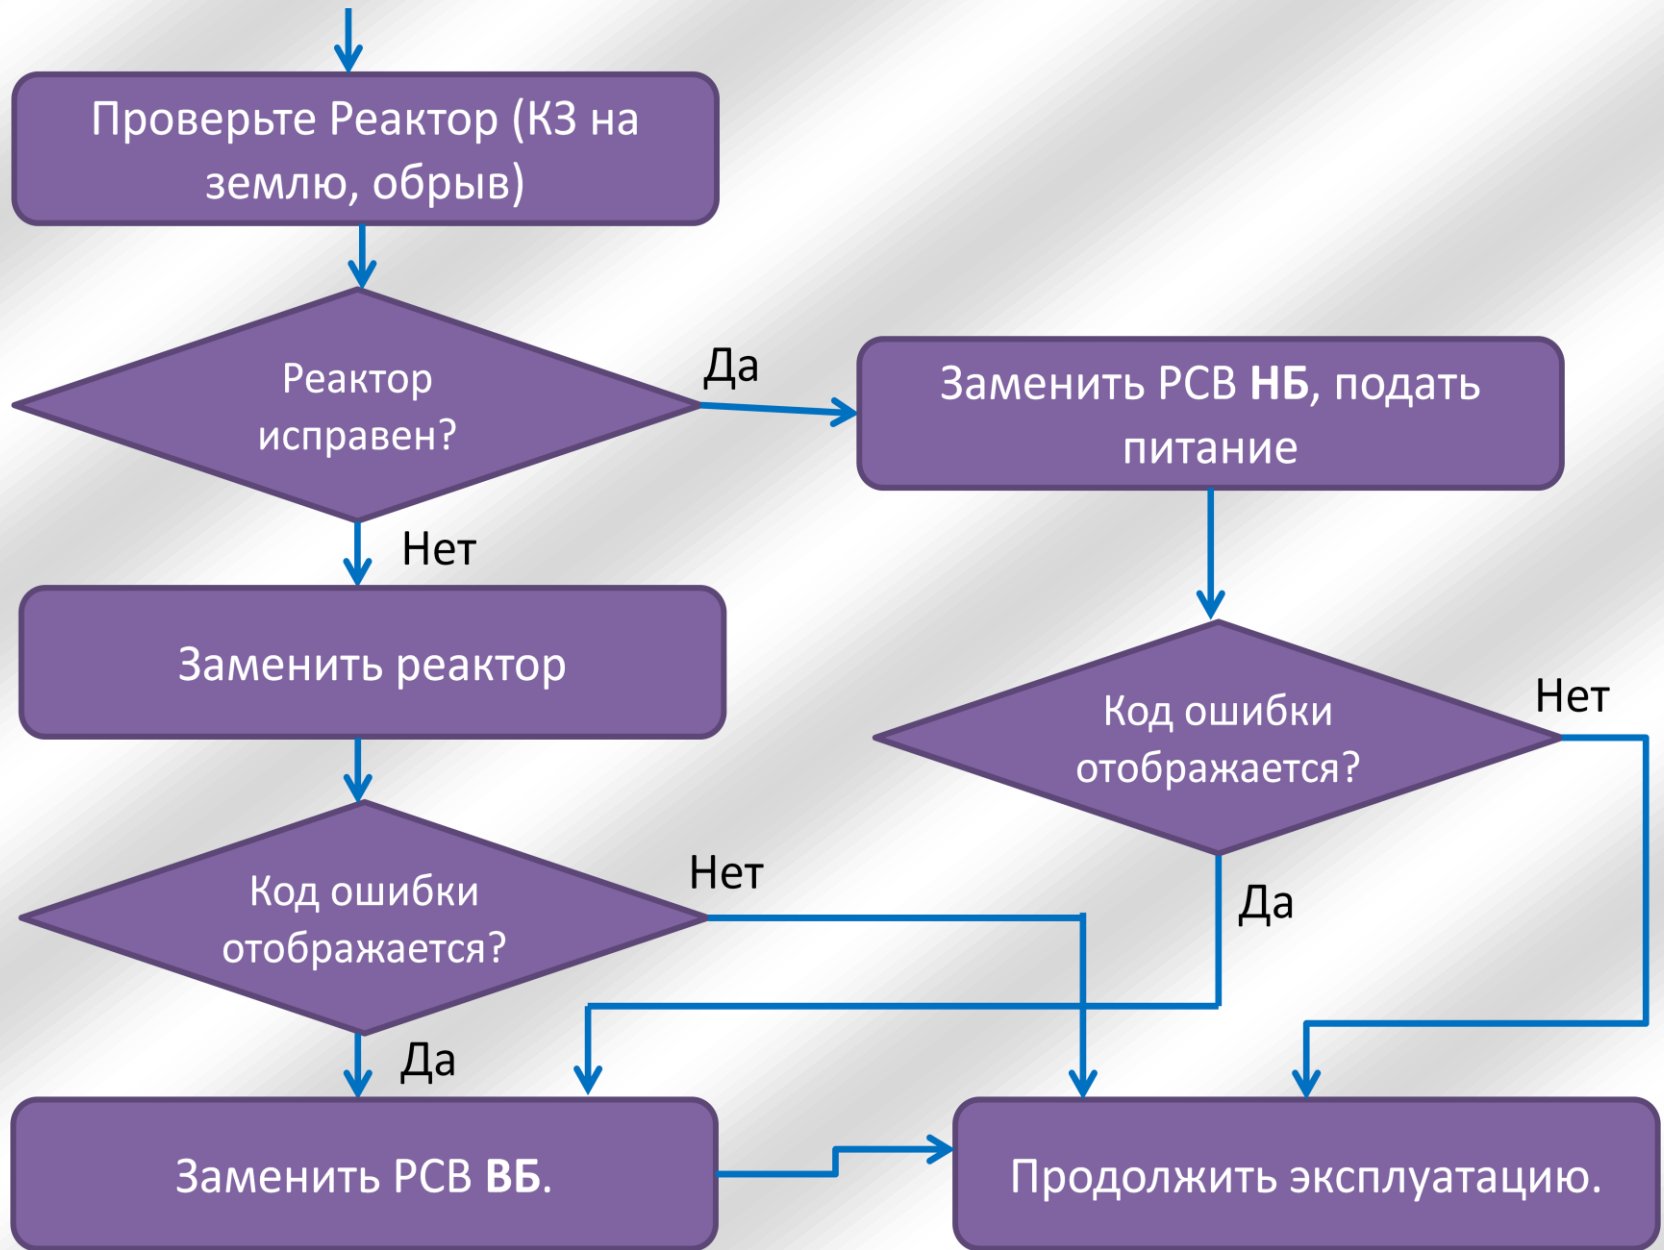 Проверьте Реактор (КЗ на
землю, обрыв)
Реактор
исправен?
Да
Заменить РСВ НБ, подать
питание
Нет
Заменить реактор
Код ошибки
отображается?
Нет
Код ошибки
отображается?
Нет
Да
Да
Заменить РСВ ВБ.
Продолжить эксплуатацию.